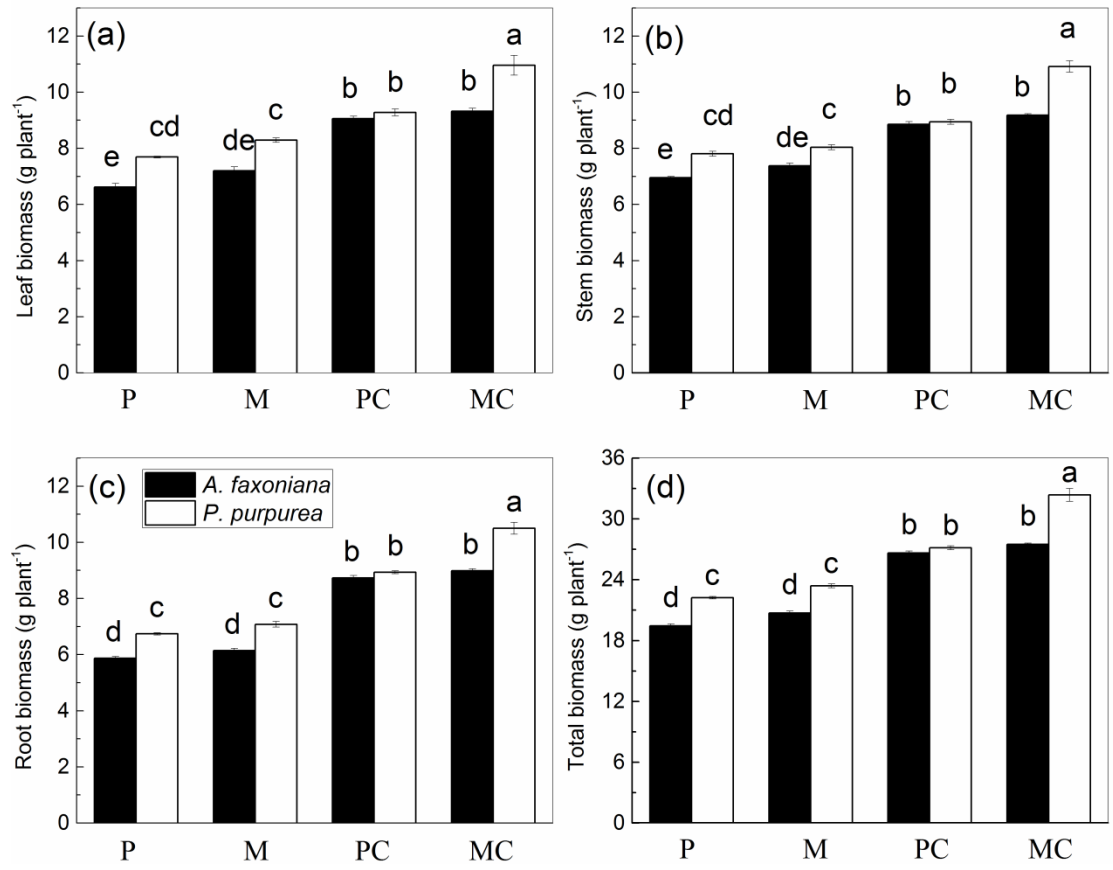 (a)
Leaf biomass (g plant⁻¹)
12
10
8
6
4
2
0
e cd de c b b b a
P M PC MC
(b)
Stem biomass (g plant⁻¹)
12
10
8
6
4
2
0
e cd de c b b b a
P M PC MC
(c)
A. faxoniana
P. purpurea
Root biomass (g plant⁻¹)
12
10
8
6
4
2
0
d c d c b b b a
P M PC MC
(d)
Total biomass (g plant⁻¹)
36
30
24
18
12
6
0
d c d c b b b a
P M PC MC